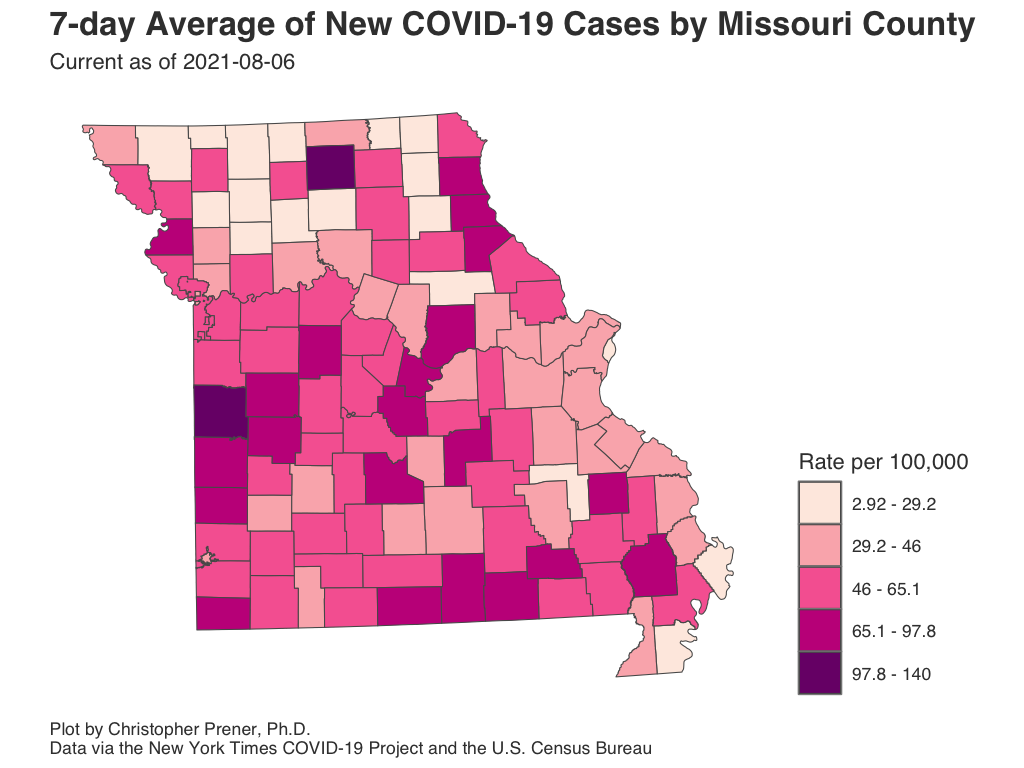 7-day Average of New COVID-19 Cases by Missouri County
Current as of 2021-08-06
Rate per 100,000
2.92 - 29.2
29.2 - 46
46 - 65.1
65.1 - 97.8
97.8 - 140
Plot by Christopher Prener, Ph.D.
Data via the New York Times COVID-19 Project and the U.S. Census Bureau